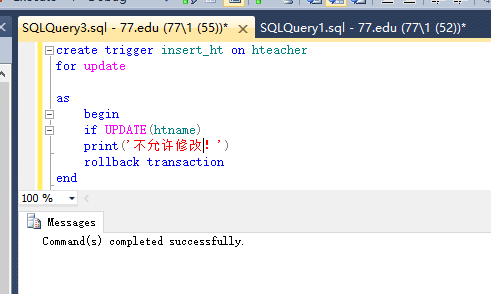 SQLQuery3.sql - 77.edu (77\1 (55))* SQLQuery1.sql - 77.edu (77\1 (52))*
create trigger insert_ht on hteacher
for update
as
begin
if UPDATE(htname)
print('不允许修改！')
rollback transaction
end
100 %
Messages
Command(s) completed successfully.